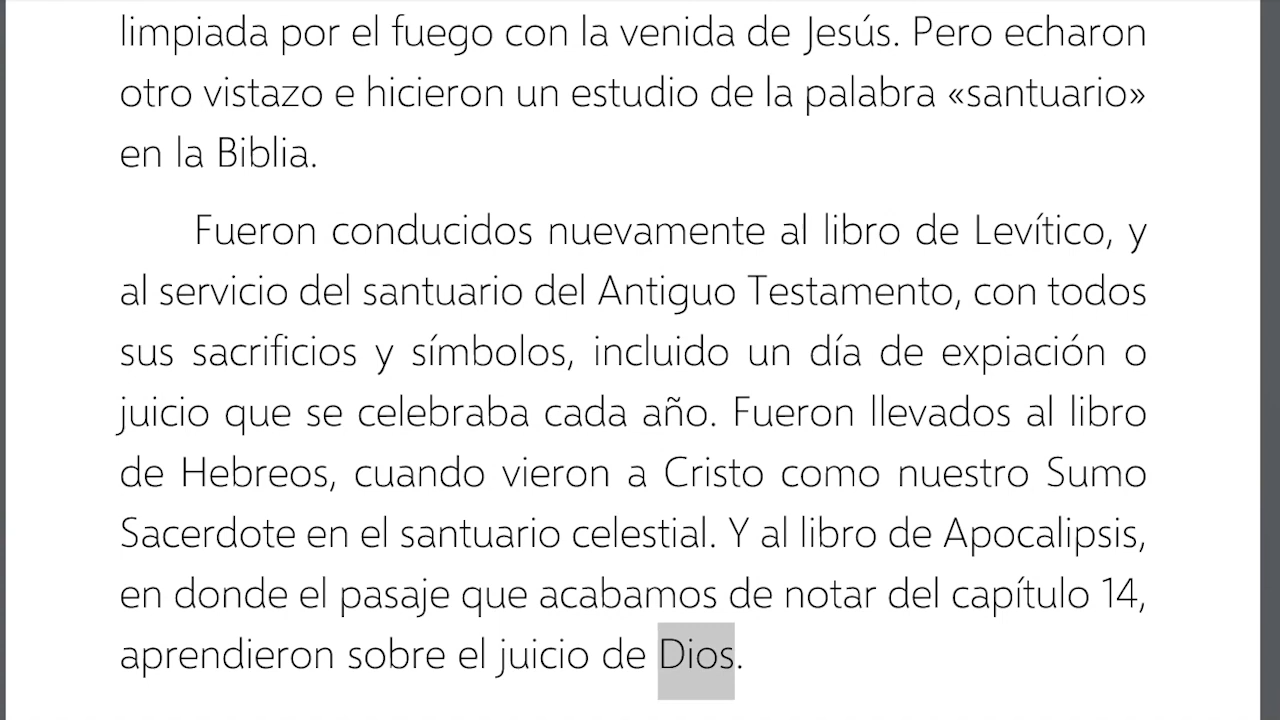 limpiada por el fuego con la venida de Jesús. Pero echaron
otro vistazo e hicieron un estudio de la palabra «santuario»
en la Biblia.
Fueron conducidos nuevamente al libro de Levítico, y
al servicio del santuario del Antiguo Testamento, con todos
sus sacrificios y símbolos, incluido un día de expiación o
juicio que se celebraba cada año. Fueron llevados al libro
de Hebreos, cuando vieron a Cristo como nuestro Sumo
Sacerdote en el santuario celestial. Y al libro de Apocalipsis,
en donde el pasaje que acabamos de notar del capítulo 14,
aprendieron sobre el juicio de Dios.